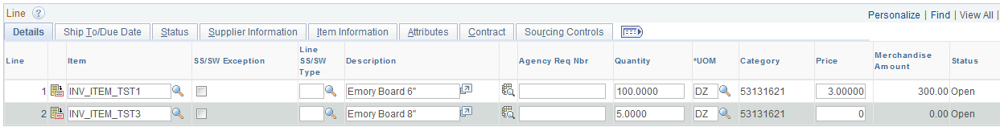 Line ?
Personalize | Find | View All |
Details Ship To/Due Date Status Supplier Information Item Information Attributes Contract Sourcing Controls
Line Item SS/SW Exception Line SS/SW Type Description Agency Req Nbr Quantity *UOM Category Price Merchandise Amount Status
1 INV_ITEM_TST1 Emory Board 6" 100.0000 DZ 53131621 3.00000 300.00 Open
2 INV_ITEM_TST3 Emory Board 8" 5.0000 DZ 53131621 0 0.00 Open